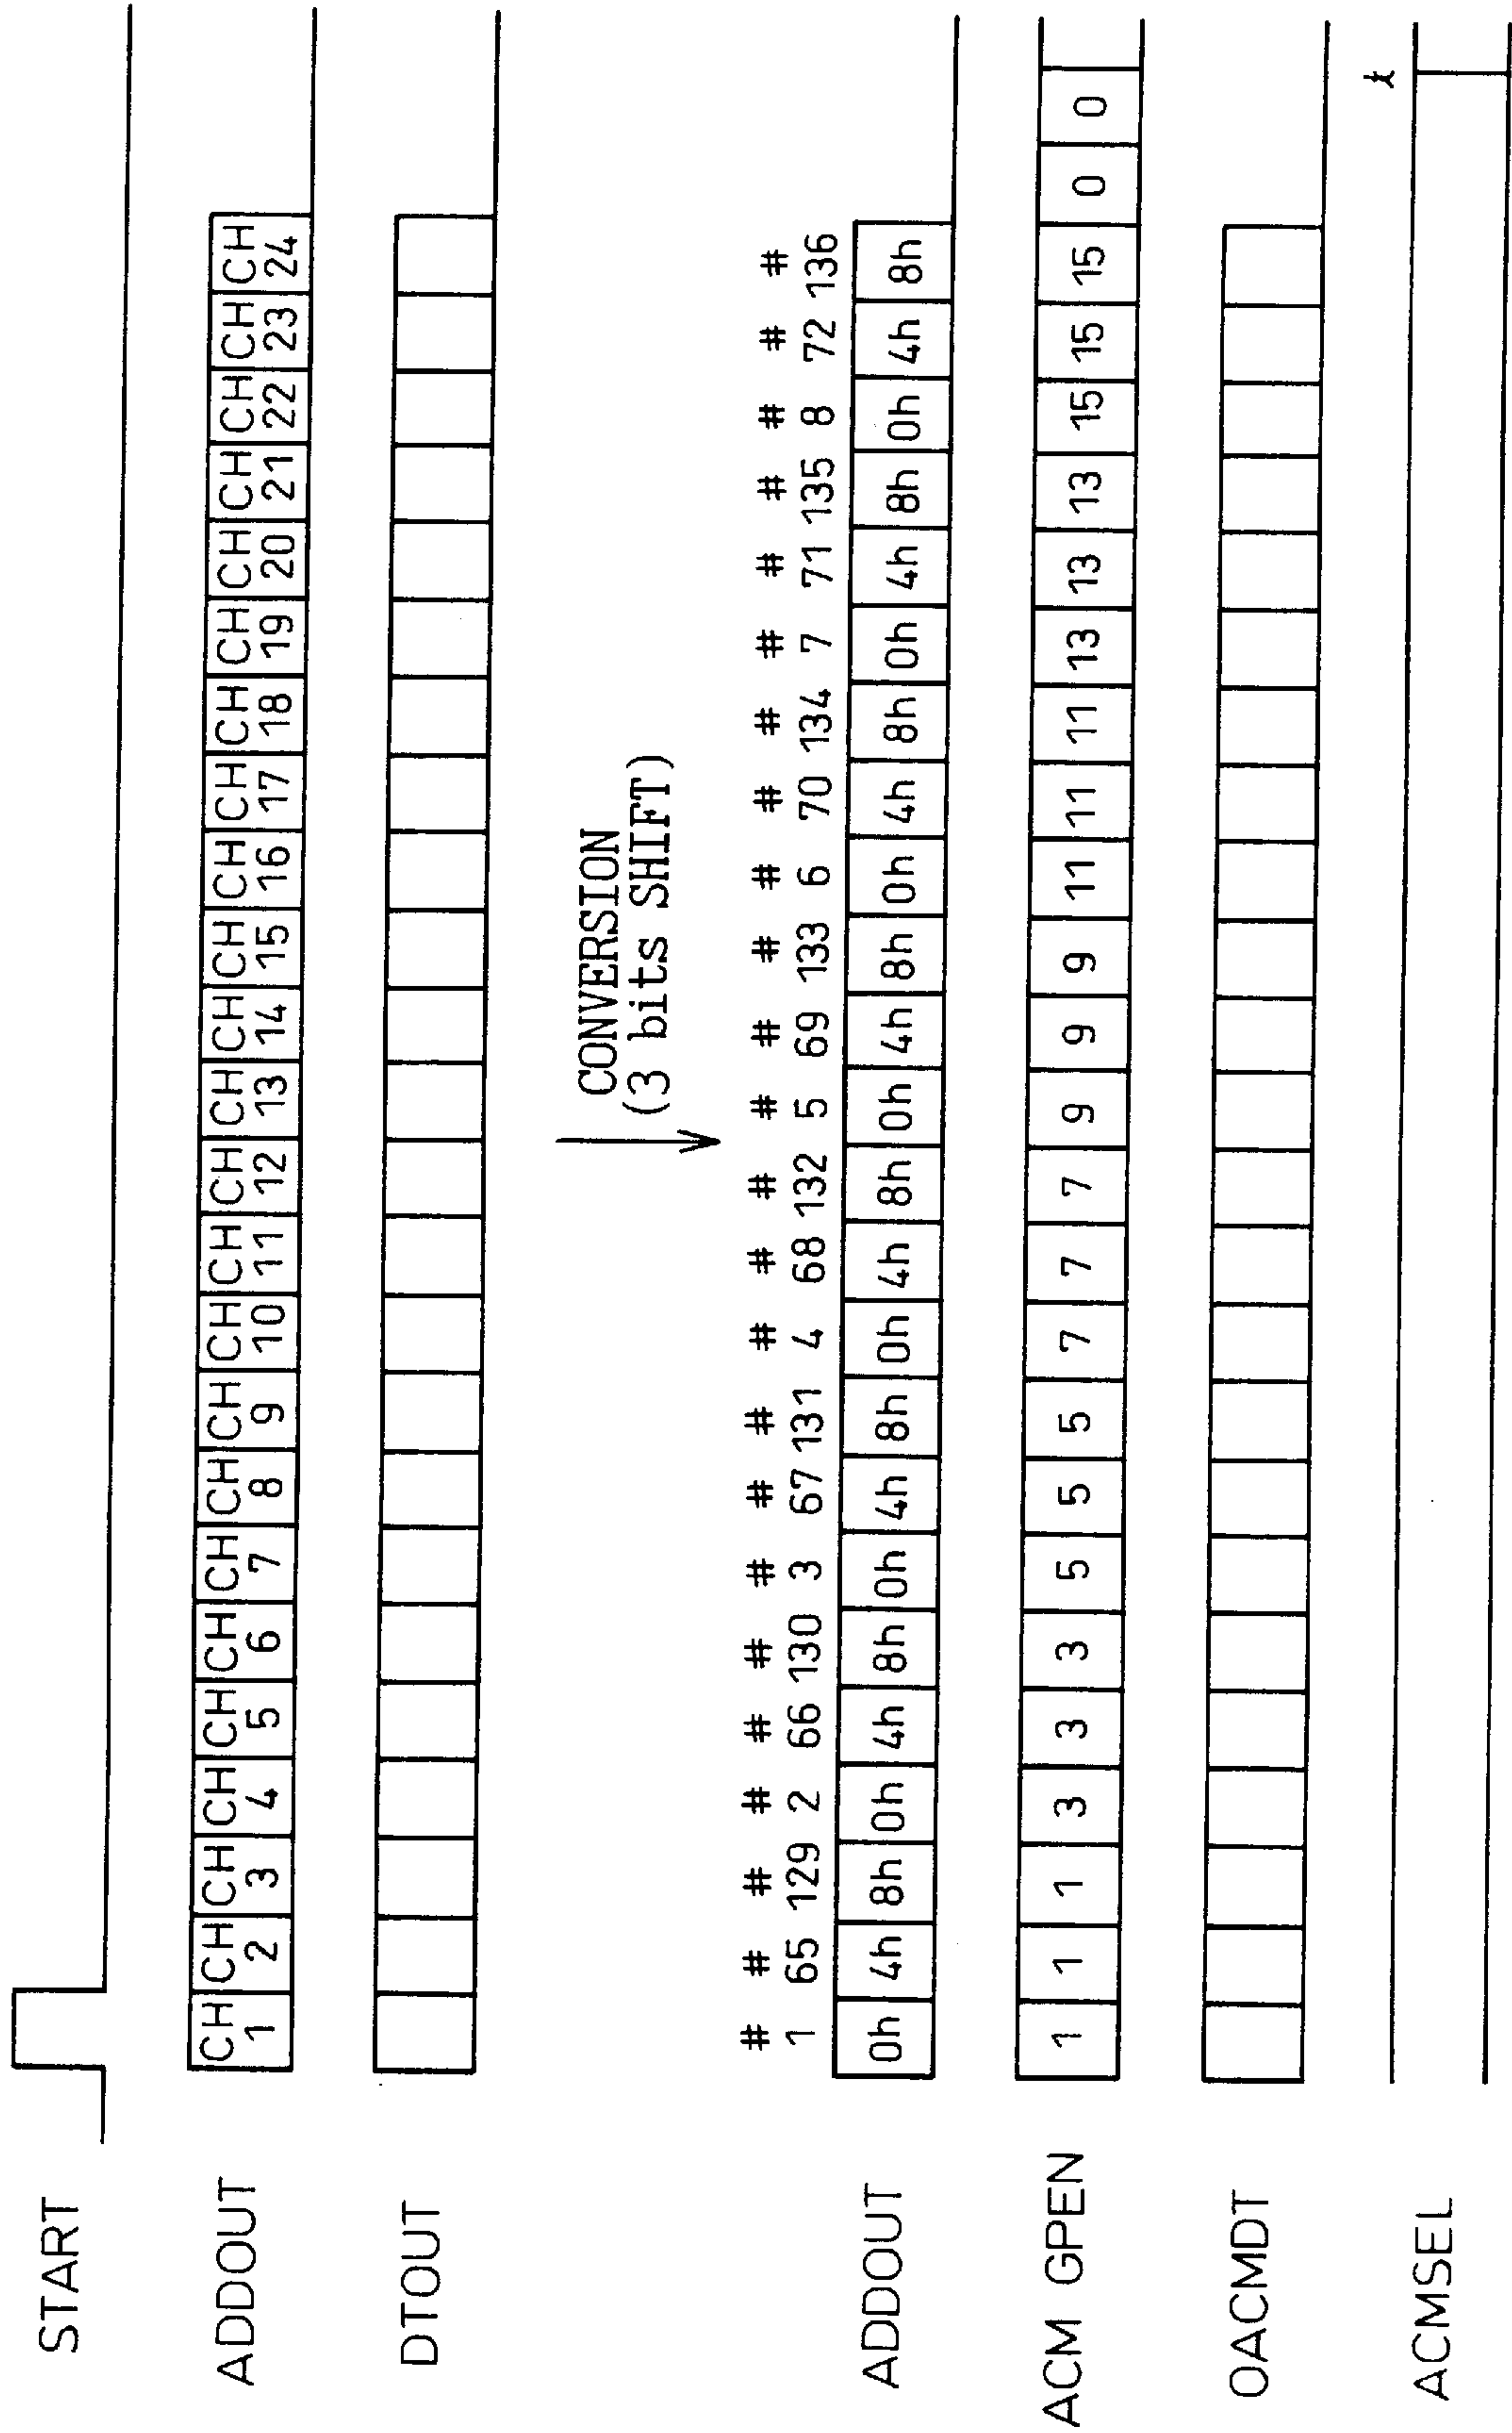 START
ADDOUT
CH CH CH CH CH CH CH CH CH CH CH CH CH CH CH CH CH CH CH CH CH CH CH CH
1 2 3 4 5 6 7 8 9 10 11 12 13 14 15 16 17 18 19 20 21 22 23 24
DTOUT
CONVERSION
(3 bits SHIFT)
# # # # # # # # # # # # # # # # # # # # # # # #
1 65 129 2 66 130 3 67 131 4 68 132 5 69 133 6 70 134 7 71 135 8 72 136
ADDOUT 0h 4h 8h 0h 4h 8h 0h 4h 8h 0h 4h 8h 0h 4h 8h 0h 4h 8h 0h 4h 8h 0h 4h 8h
ACM GPEN 1 1 1 3 3 3 5 5 5 7 7 7 9 9 9 11 11 11 13 13 13 15 15 15 0 0
OACMDT
ACMSEL